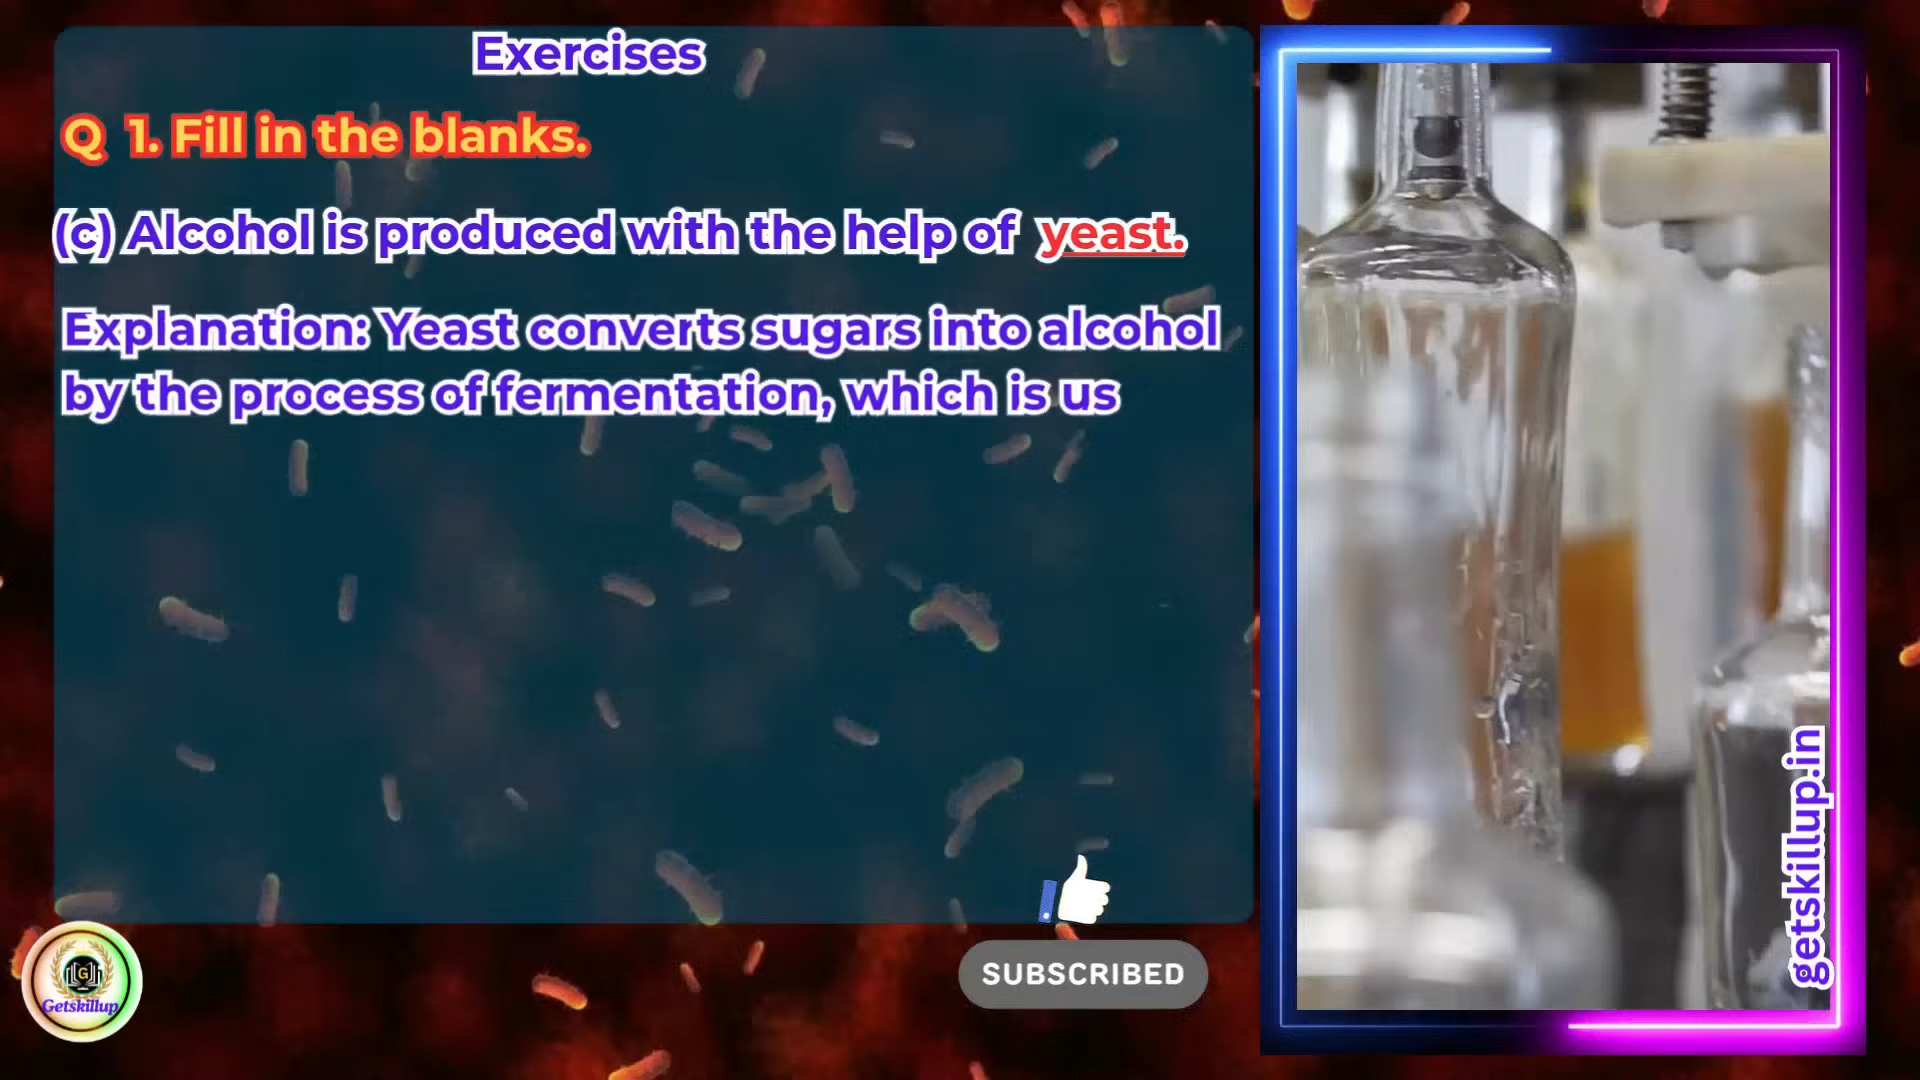 Exercises
Q 1. Fill in the blanks.
(c) Alcohol is produced with the help of yeast.
Explanation: Yeast converts sugars into alcohol
by the process of fermentation, which is us
SUBSCRIBED
G
Getskillup
getskillup.in